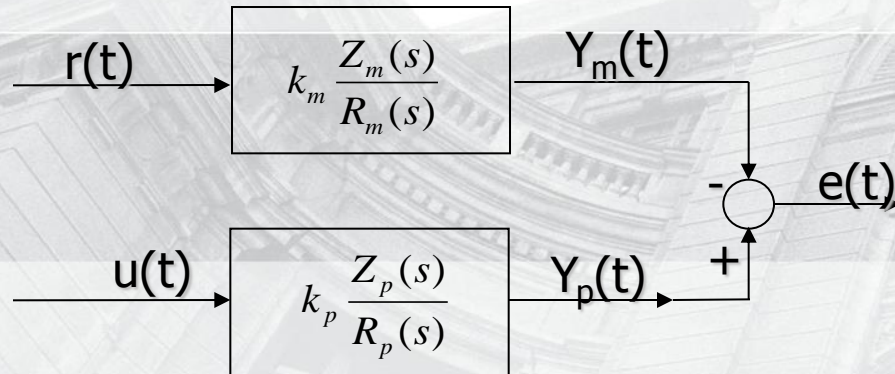 r(t)
k_m Z_m(s) / R_m(s)
Y_m(t)
-
e(t)
+
u(t)
k_p Z_p(s) / R_p(s)
Y_p(t)